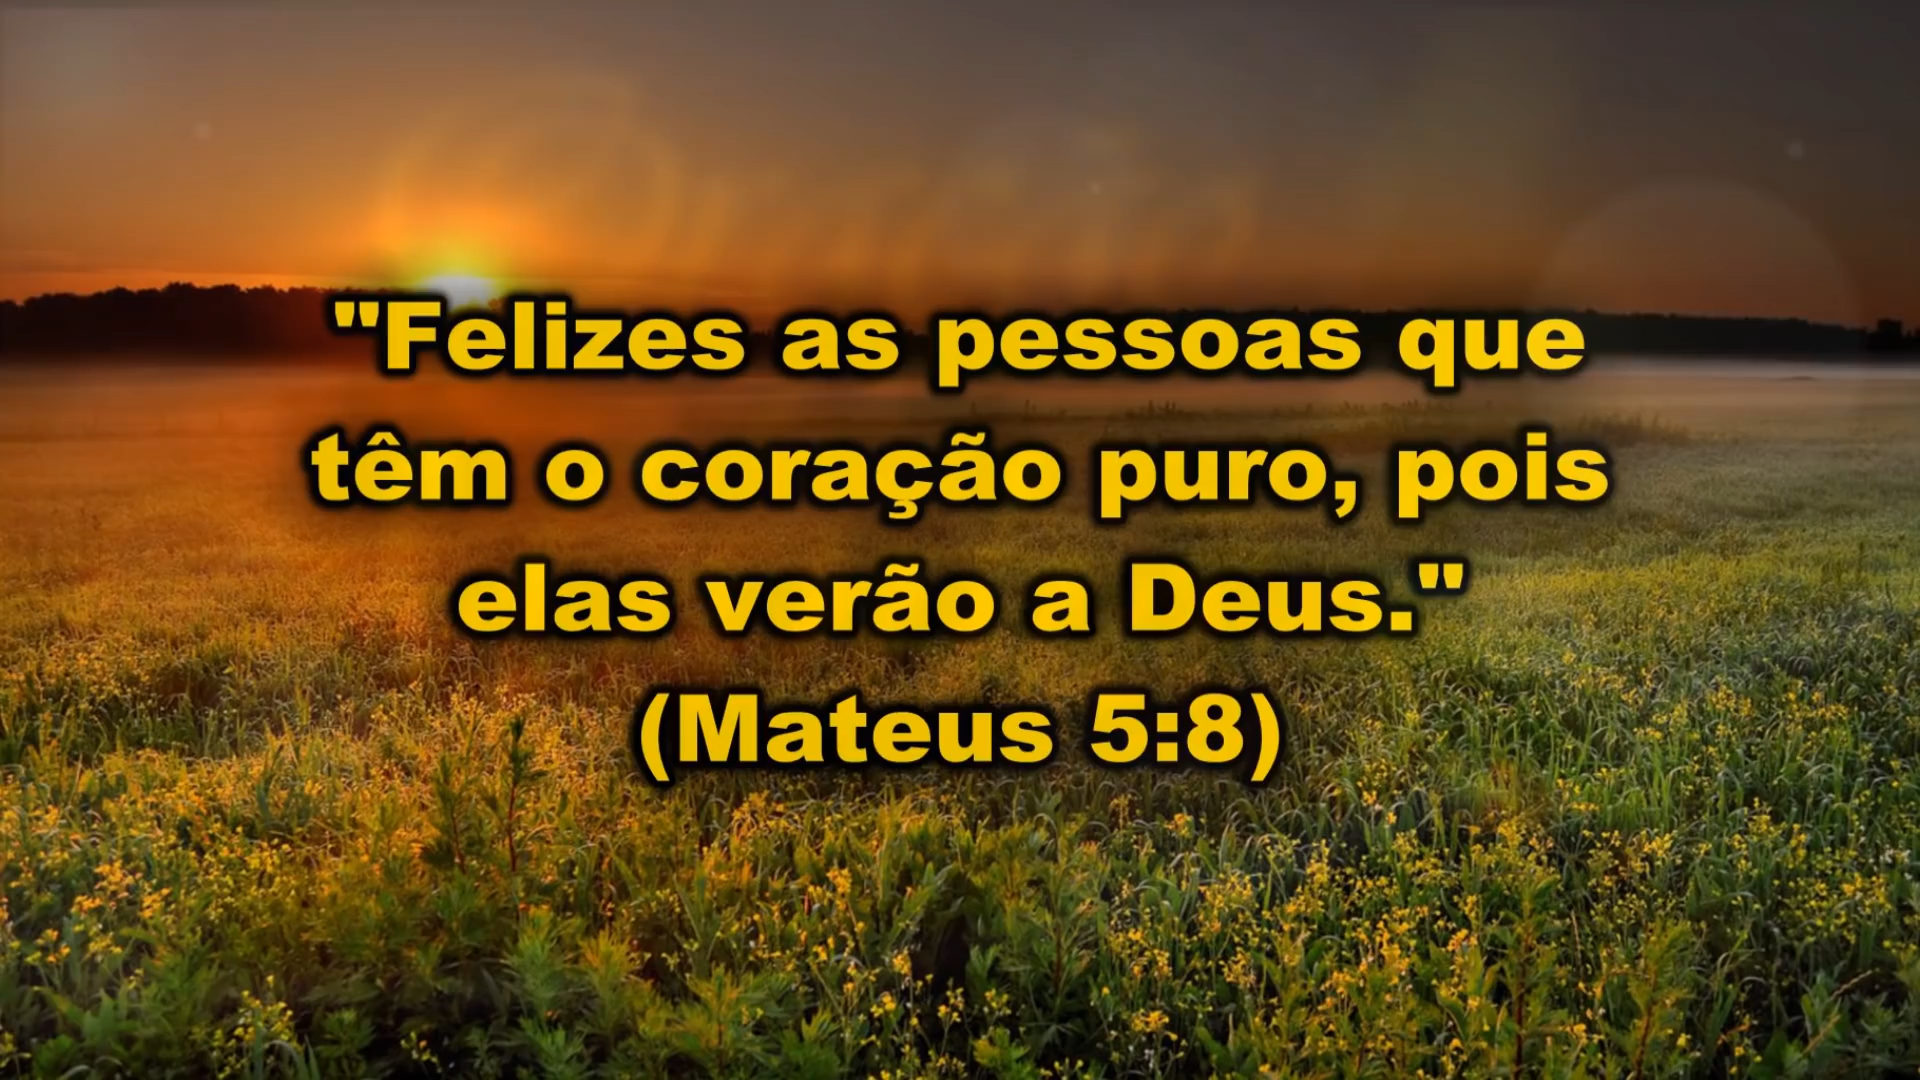 "Felizes as pessoas que
têm o coração puro, pois
elas verão a Deus."
(Mateus 5:8)